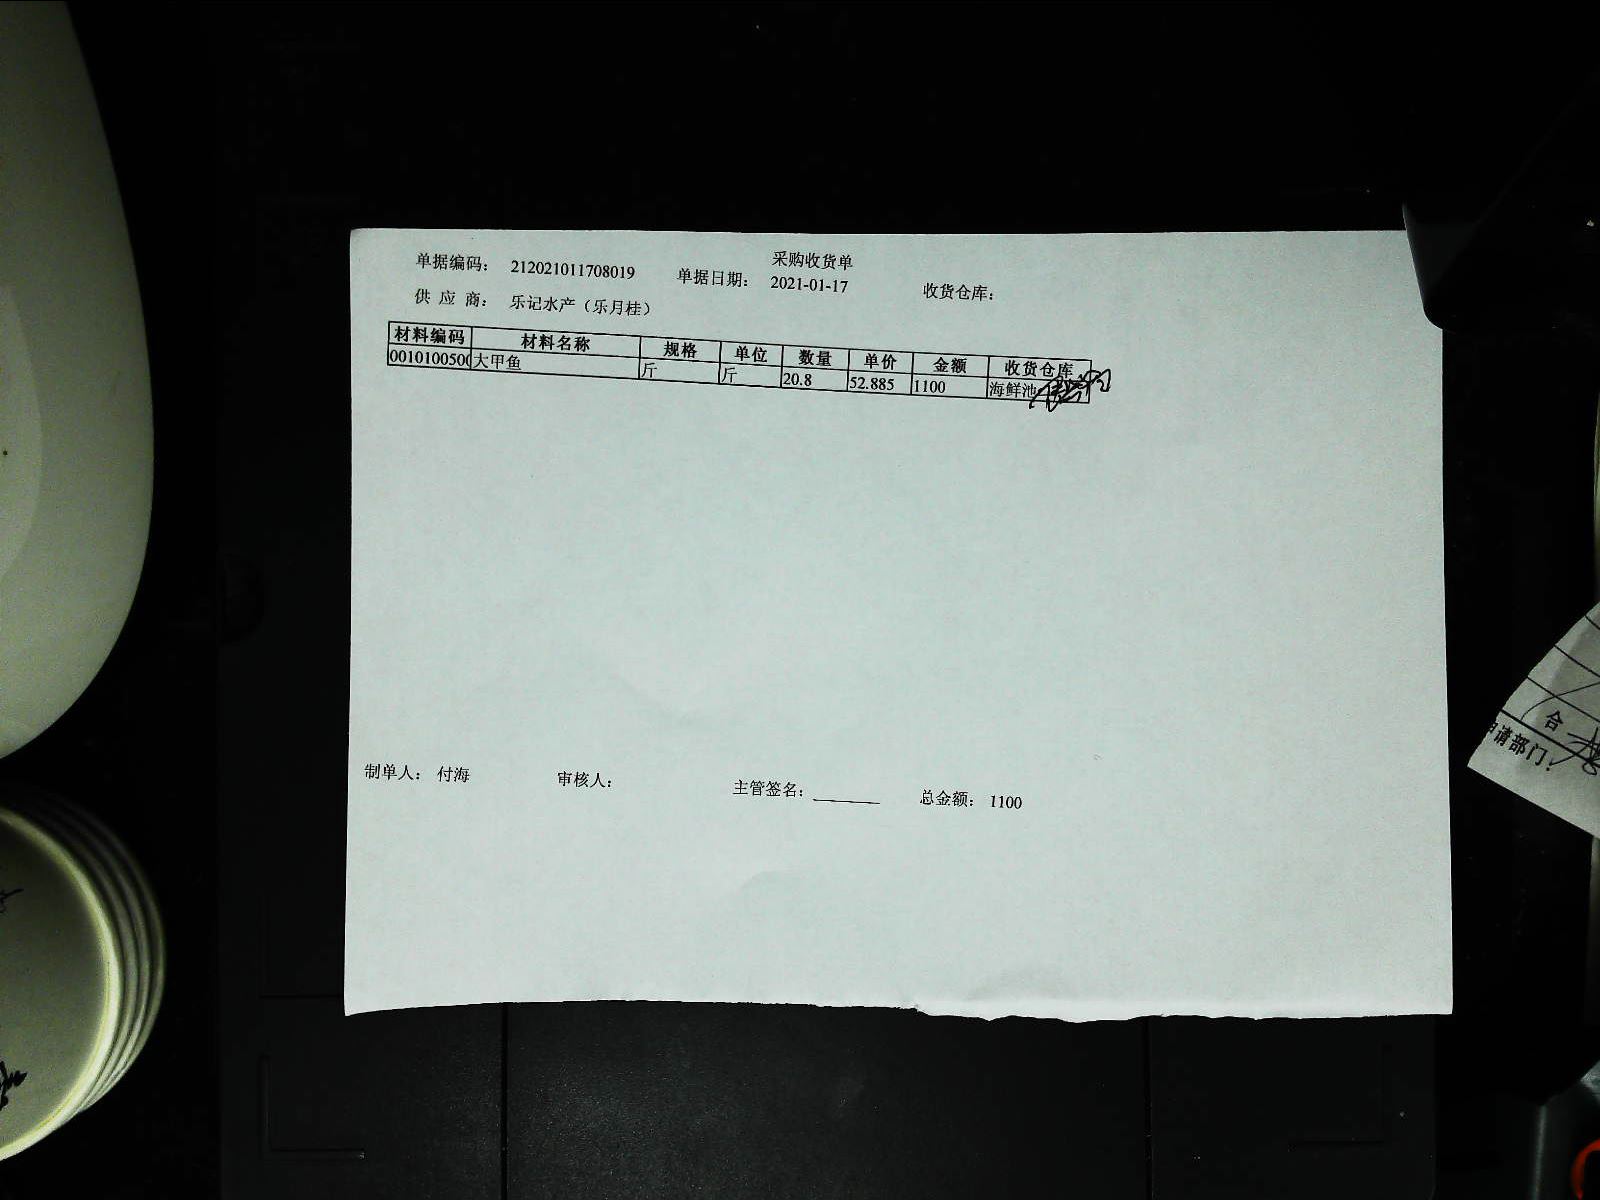 采购收货单
单据编码： 212021011708019 单据日期： 2021-01-17 收货仓库：
供 应 商： 乐记水产（乐月桂）
材料编码 材料名称 规格 单位 数量 单价 金额 收货仓库
0010100500 大甲鱼 斤 斤 20.8 52.885 1100 海鲜池
制单人： 付海 审核人： 主管签名： 总金额： 1100
合
申请部门：